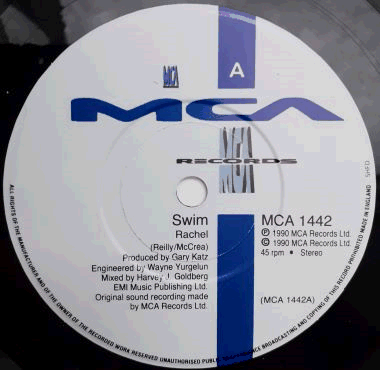 MCA
A
MCA
MCA
RECORDS
Swim
Rachel
(Reilly/McCrea)
Produced by Gary Katz
Engineered by Wayne Yurgelun
Mixed by Harvey J. Goldberg
EMI Music Publishing Ltd.
Original sound recording made
by MCA Records Ltd.
MCA 1442
Ⓟ 1990 MCA Records Ltd.
© 1990 MCA Records Ltd.
45 rpm • Stereo
(MCA 1442A)
ALL RIGHTS OF THE MANUFACTURER AND OF THE OWNER OF THE RECORDED WORK RESERVED UNAUTHORISED PUBLIC PERFORMANCE BROADCASTING AND COPYING OF THIS RECORD PROHIBITED MADE IN ENGLAND